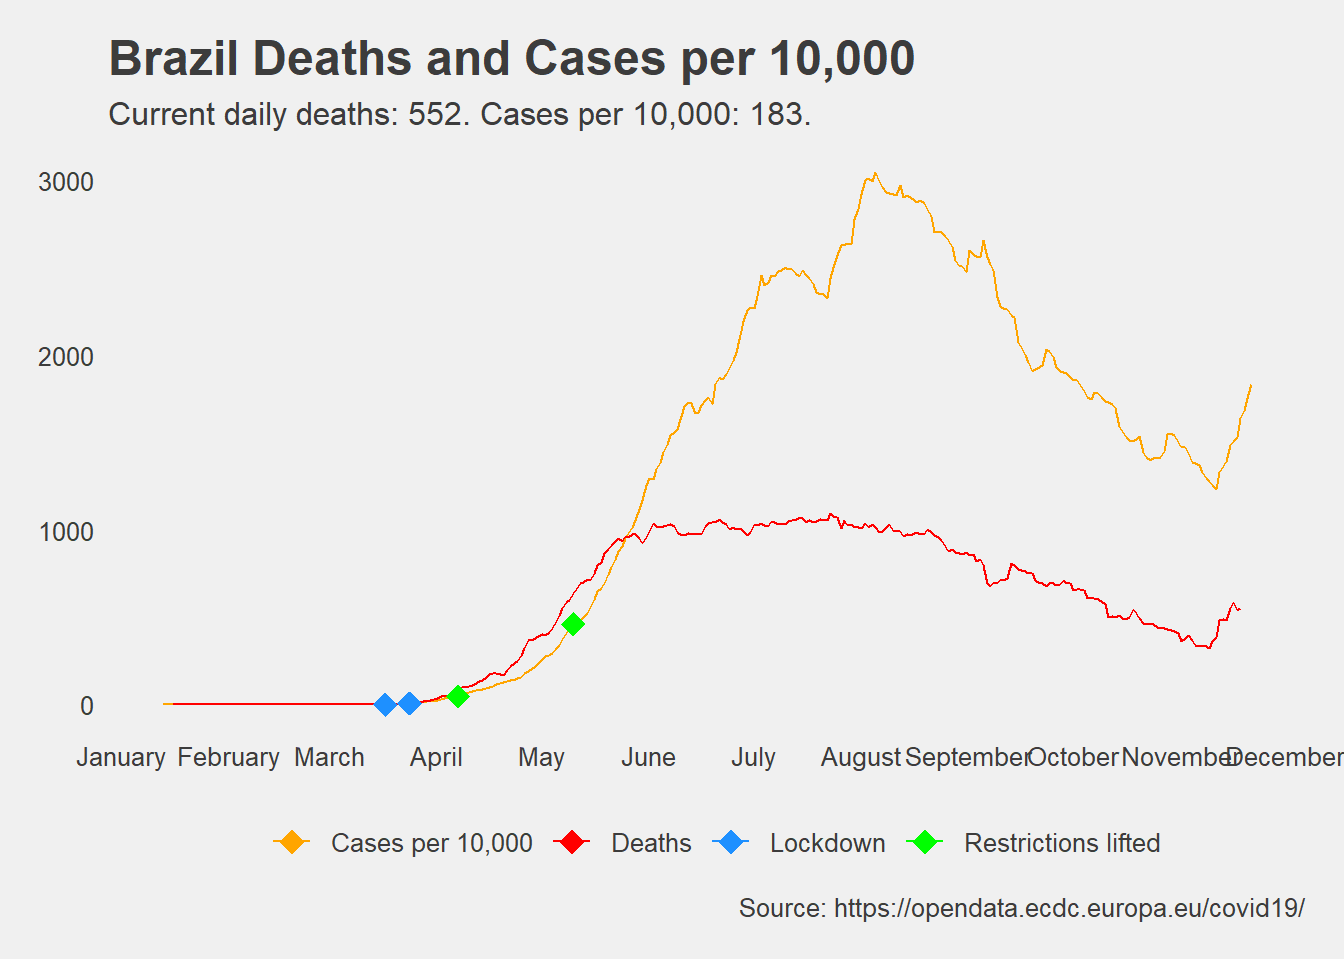 Brazil Deaths and Cases per 10,000
Current daily deaths: 552. Cases per 10,000: 183.
3000
2000
1000
0
January February March April May June July August September October November December
Cases per 10,000 Deaths Lockdown Restrictions lifted
Source: https://opendata.ecdc.europa.eu/covid19/